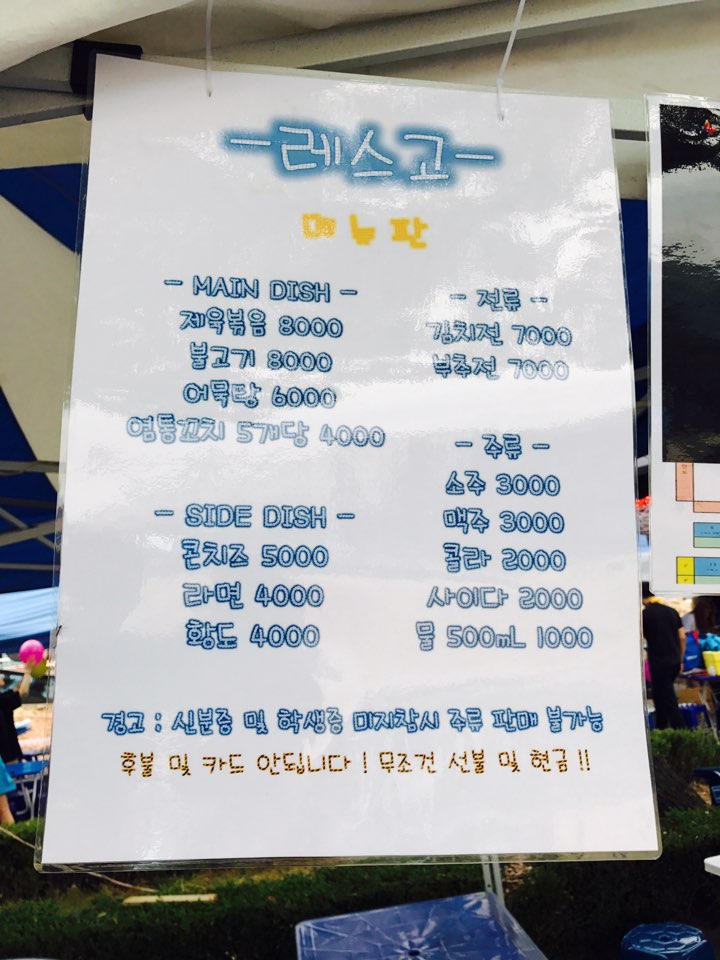 -레스고-
메뉴판
- MAIN DISH -
제육볶음 8000
불고기 8000
어묵탕 6000
염통꼬치 5개당 4000
- SIDE DISH -
콘치즈 5000
라면 4000
황도 4000
- 전류 -
김치전 7000
부추전 7000
- 주류 -
소주 3000
맥주 3000
콜라 2000
사이다 2000
물 500mL 1000
경고 : 신분증 및 학생증 미지참시 주류 판매 불가능
후불 및 카드 안됩니다 ! 무조건 선불 및 현금 !!